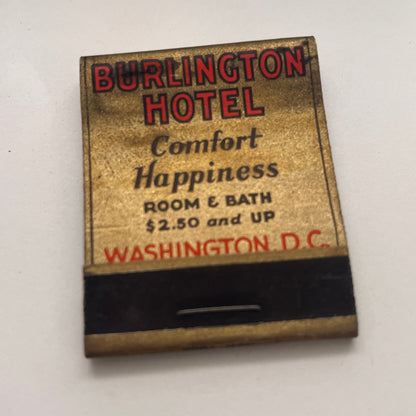 BURLINGTON
HOTEL
Comfort
Happiness
ROOM & BATH
$2.50 and UP
WASHINGTON, D.C.